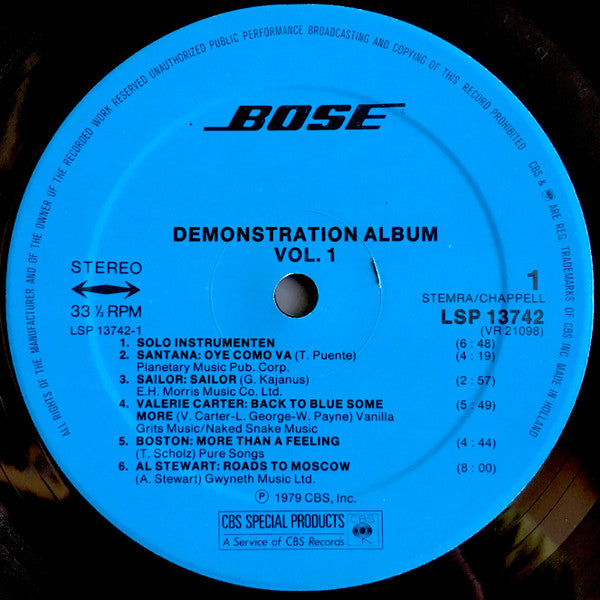 ALL RIGHTS OF THE MANUFACTURER AND OF THE OWNER OF THE RECORDED WORK RESERVED UNAUTHORIZED PUBLIC PERFORMANCE BROADCASTING AND COPYING OF THIS RECORD PROHIBITED
CBS & ARE REG. TRADEMARKS OF CBS INC. MADE IN HOLLAND
BOSE
DEMONSTRATION ALBUM
VOL. 1
STEREO
33 ⅓ RPM
LSP 13742-1
1
STEMRA/CHAPPELL
LSP 13742
(VR 21098)
1. SOLO INSTRUMENTEN (6:48)
2. SANTANA: OYE COMO VA (T. Puente) (4:19)
Planetary Music Pub. Corp.
3. SAILOR: SAILOR (G. Kajanus) (2:57)
E.H. Morris Music Co. Ltd.
4. VALERIE CARTER: BACK TO BLUE SOME (5:49)
MORE (V. Carter-L. George-W. Payne) Vanilla
Grits Music/Naked Snake Music
5. BOSTON: MORE THAN A FEELING (4:44)
(T. Scholz) Pure Songs
6. AL STEWART: ROADS TO MOSCOW (8:00)
(A. Stewart) Gwyneth Music Ltd.
℗ 1979 CBS, Inc.
CBS SPECIAL PRODUCTS
A Service of CBS Records
CBS